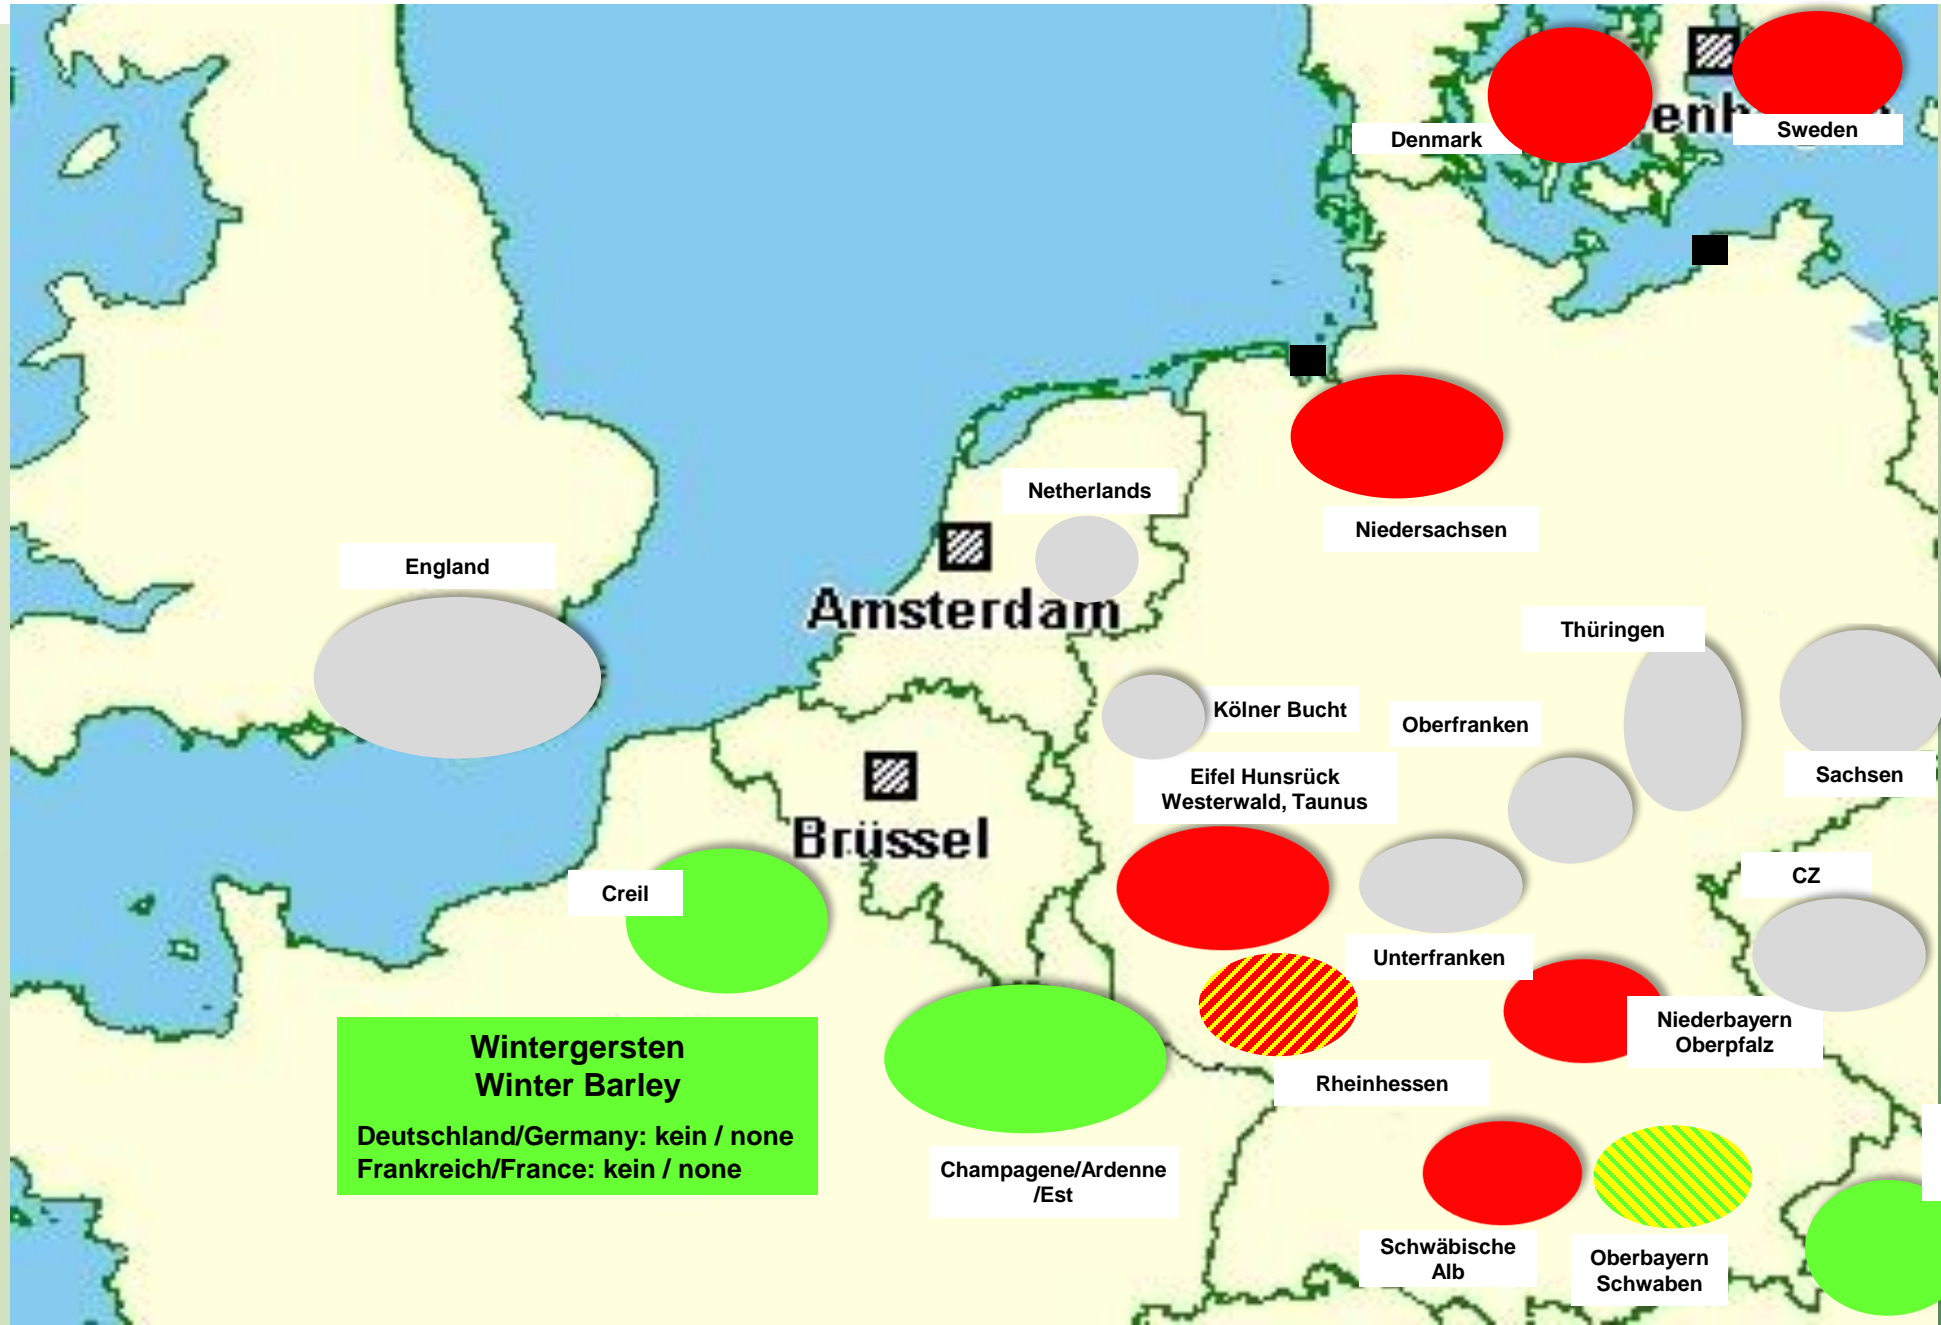 Denmark
Sweden
Netherlands
Niedersachsen
England
Amsterdam
Thüringen
Kölner Bucht
Oberfranken
Eifel Hunsrück
Westerwald, Taunus
Sachsen
Brüssel
Creil
CZ
Unterfranken
Niederbayern
Oberpfalz
Wintergersten
Winter Barley
Deutschland/Germany: kein / none
Frankreich/France: kein / none
Rheinhessen
Champagene/Ardenne
/Est
Schwäbische
Alb
Oberbayern
Schwaben